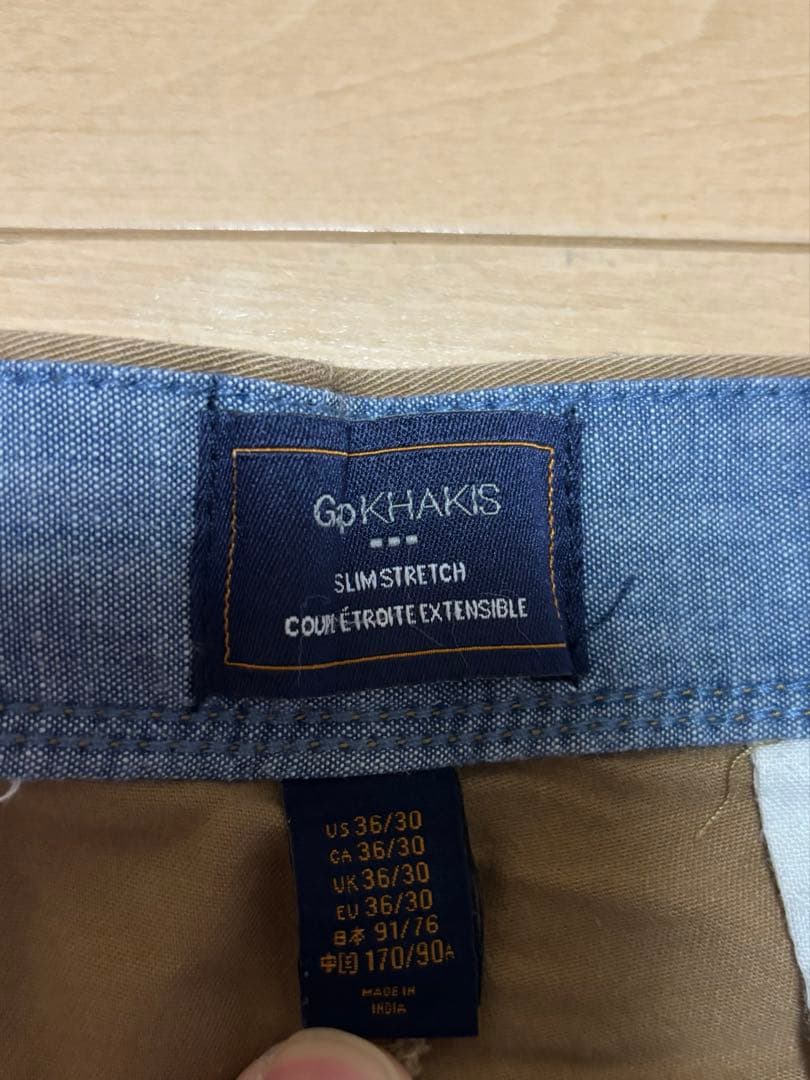 GpKHAKIS
SLIM STRETCH
COUPE ÉTROITE EXTENSIBLE
US 36/30
CA 36/30
UK 36/30
EU 36/30
日本 91/76
中国 170/90A
MADE IN
INDIA